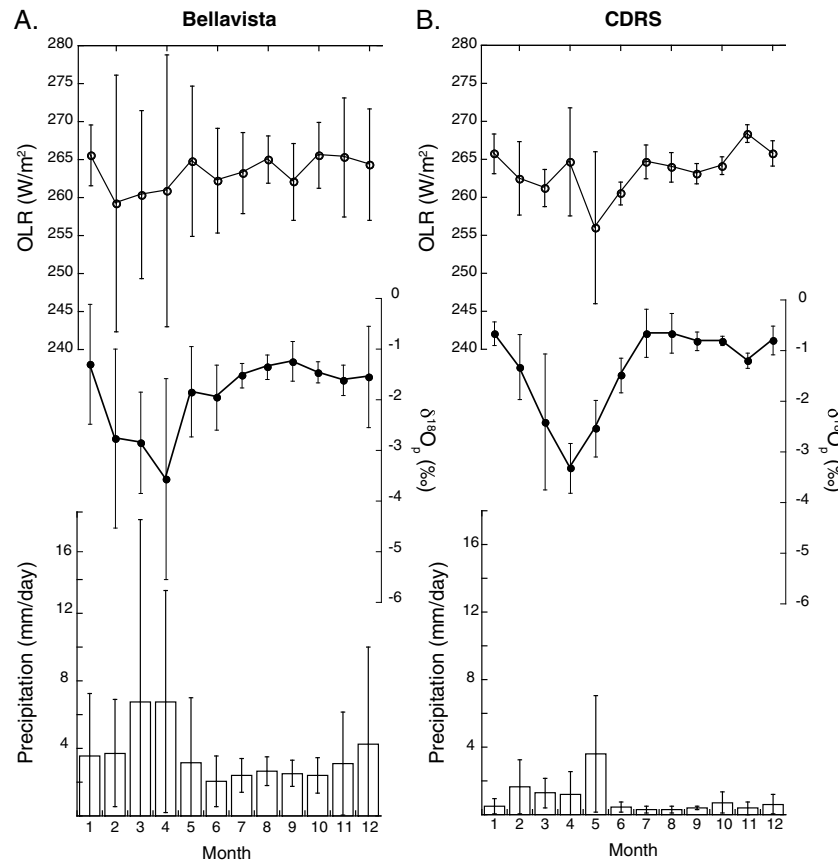 A.
Bellavista
280
275
270
265
260
255
250
245
240
OLR (W/m²)
0
-1
-2
-3
-4
-5
-6
δ¹⁸Oₚ (‰)
16
12
8
4
Precipitation (mm/day)
1 2 3 4 5 6 7 8 9 10 11 12
Month
B.
CDRS
280
275
270
265
260
255
250
245
240
OLR (W/m²)
0
-1
-2
-3
-4
-5
-6
δ¹⁸Oₚ (‰)
16
12
8
4
Precipitation (mm/day)
1 2 3 4 5 6 7 8 9 10 11 12
Month